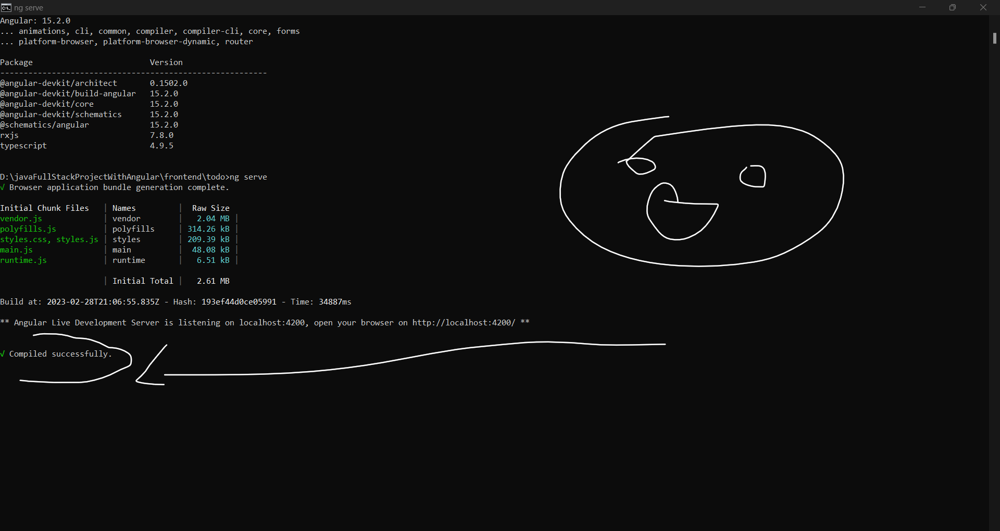 ng serve
Angular: 15.2.0
... animations, cli, common, compiler, compiler-cli, core, forms
... platform-browser, platform-browser-dynamic, router
Package Version
---------------------------------------------------------
@angular-devkit/architect 0.1502.0
@angular-devkit/build-angular 15.2.0
@angular-devkit/core 15.2.0
@angular-devkit/schematics 15.2.0
@schematics/angular 15.2.0
rxjs 7.8.0
typescript 4.9.5
D:\javaFullStackProjectWithAngular\frontend\todo>ng serve
√ Browser application bundle generation complete.
Initial Chunk Files | Names | Raw Size
vendor.js | vendor | 2.04 MB |
polyfills.js | polyfills | 314.26 kB |
styles.css, styles.js | styles | 209.39 kB |
main.js | main | 48.08 kB |
runtime.js | runtime | 6.51 kB |
| Initial Total | 2.61 MB
Build at: 2023-02-28T21:06:55.835Z - Hash: 193ef44d0ce05991 - Time: 34887ms
** Angular Live Development Server is listening on localhost:4200, open your browser on http://localhost:4200/ **
√ Compiled successfully.